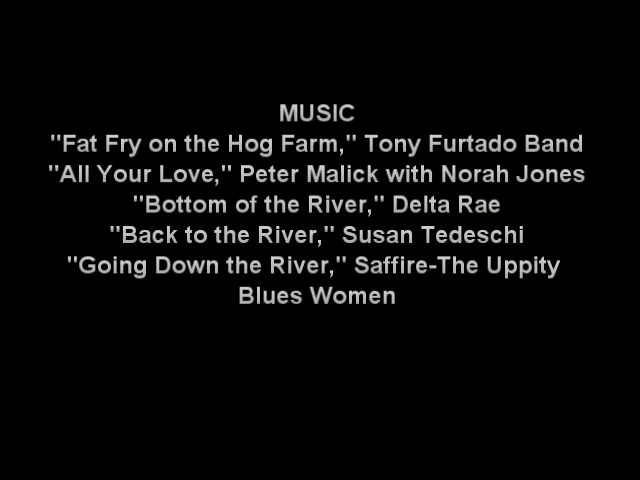 MUSIC
"Fat Fry on the Hog Farm," Tony Furtado Band
"All Your Love," Peter Malick with Norah Jones
"Bottom of the River," Delta Rae
"Back to the River," Susan Tedeschi
"Going Down the River," Saffire-The Uppity
Blues Women